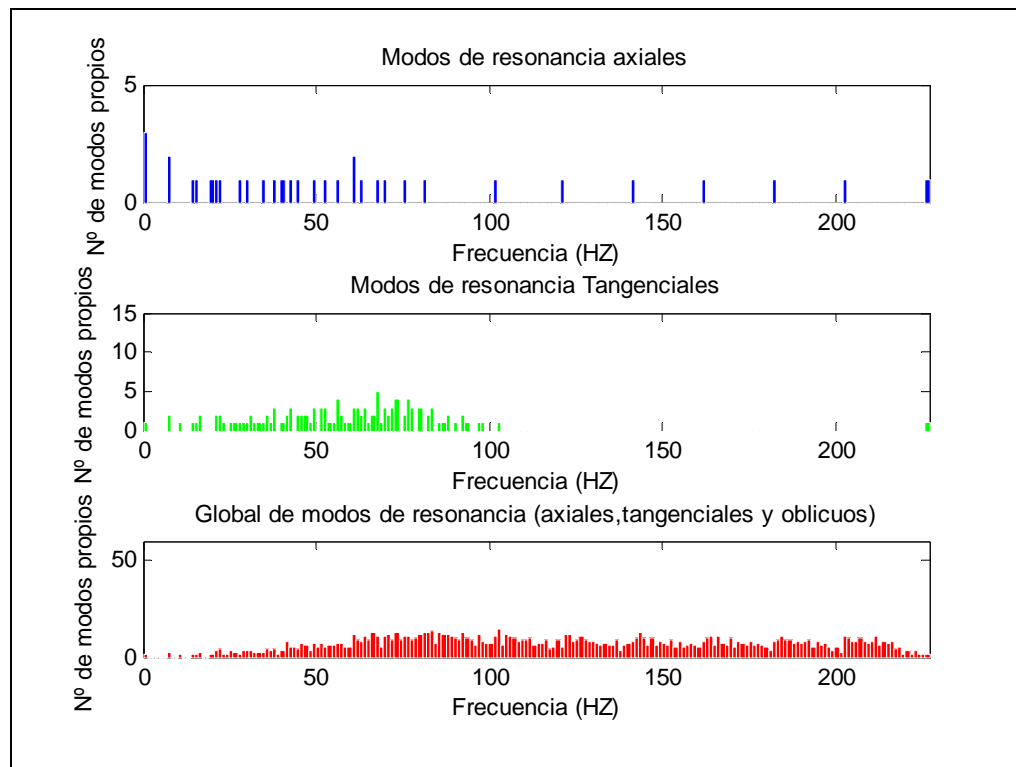 Modos de resonancia axiales
Nº de modos propios
5
0
0 50 100 150 200
Frecuencia (HZ)
Modos de resonancia Tangenciales
Nº de modos propios
15
10
5
0
0 50 100 150 200
Frecuencia (HZ)
Global de modos de resonancia (axiales,tangenciales y oblicuos)
Nº de modos propios
50
0
0 50 100 150 200
Frecuencia (HZ)